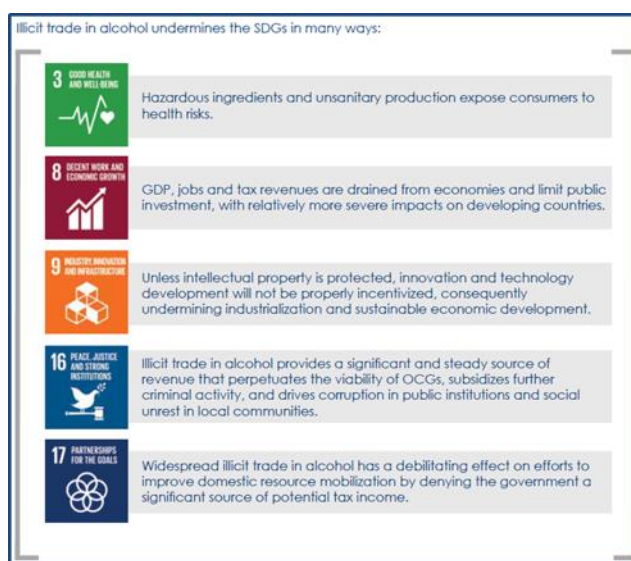 Illicit trade in alcohol undermines the SDGs in many ways:
3 GOOD HEALTH
AND WELL-BEING
Hazardous ingredients and unsanitary production expose consumers to
health risks.
8 DECENT WORK AND
ECONOMIC GROWTH
GDP, jobs and tax revenues are drained from economies and limit public
investment, with relatively more severe impacts on developing countries.
9 INDUSTRY, INNOVATION
AND INFRASTRUCTURE
Unless intellectual property is protected, innovation and technology
development will not be properly incentivized, consequently
undermining industrialization and sustainable economic development.
16 PEACE, JUSTICE
AND STRONG
INSTITUTIONS
Illicit trade in alcohol provides a significant and steady source of
revenue that perpetuates the viability of OCGs, subsidizes further
criminal activity, and drives corruption in public institutions and social
unrest in local communities.
17 PARTNERSHIPS
FOR THE GOALS
Widespread illicit trade in alcohol has a debilitating effect on efforts to
improve domestic resource mobilization by denying the government a
significant source of potential tax income.